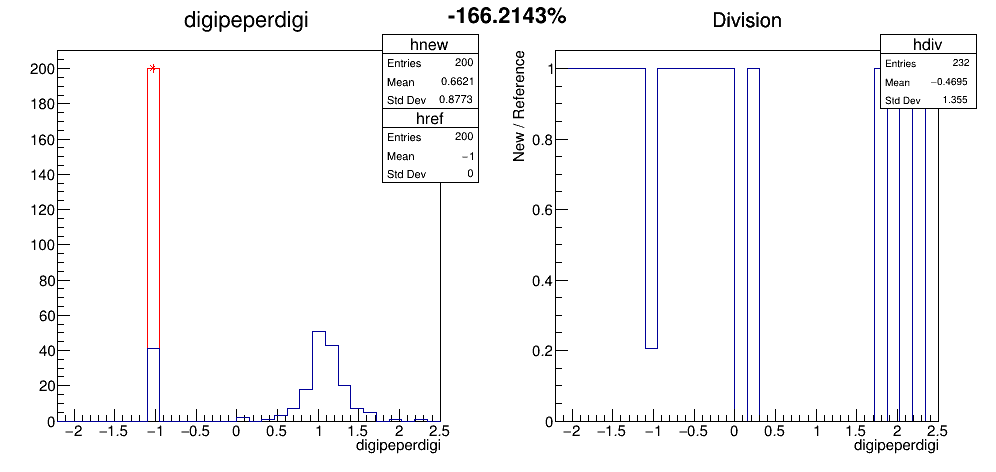 -166.2143%
digipeperdigi
hnew
Entries 200
Mean 0.6621
Std Dev 0.8773
href
Entries 200
Mean −1
Std Dev 0
200
180
160
140
120
100
80
60
40
20
0
−2 −1.5 −1 −0.5 0 0.5 1 1.5 2 2.5
digipeperdigi
Division
hdiv
Entries 232
Mean −0.4695
Std Dev 1.355
New / Reference
1
0.8
0.6
0.4
0.2
0
−2 −1.5 −1 −0.5 0 0.5 1 1.5 2 2.5
digipeperdigi